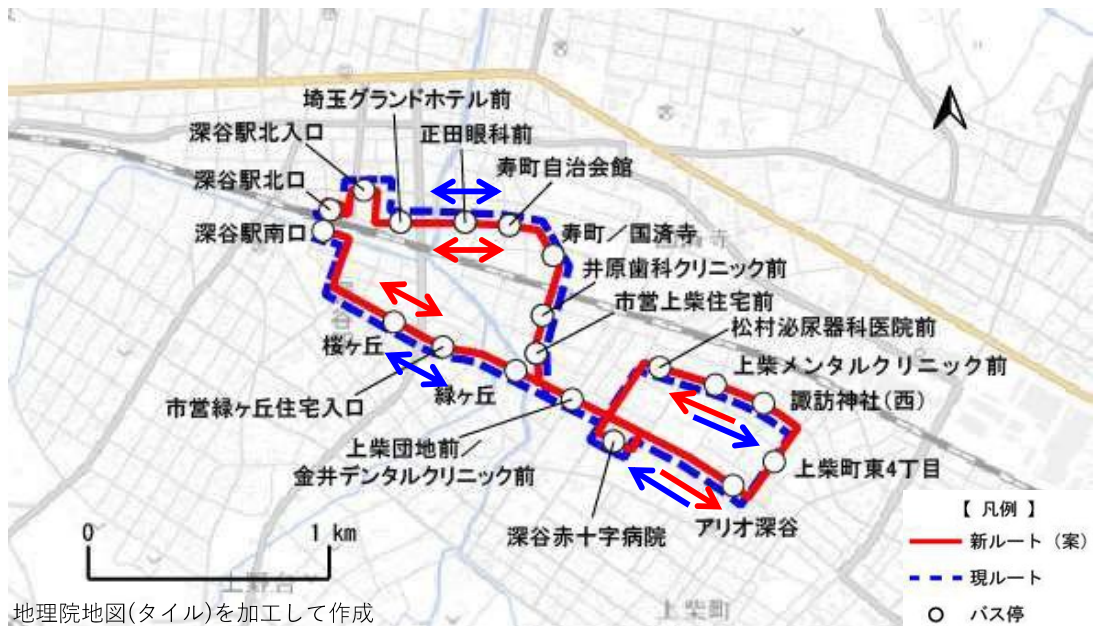 埼玉グランドホテル前
深谷駅北入口
正田眼科前
寿町自治会館
深谷駅北口
深谷駅南口
寿町／国済寺
井原歯科クリニック前
市営上柴住宅前
松村泌尿器科医院前
上柴メンタルクリニック前
諏訪神社(西)
桜ヶ丘
市営緑ヶ丘住宅入口
緑ヶ丘
上柴団地前／
金井デンタルクリニック前
上柴町東4丁目
アリオ深谷
深谷赤十字病院
0
1 km
【 凡例 】
新ルート（案）
現ルート
バス停
上野台
上柴町
地理院地図(タイル)を加工して作成